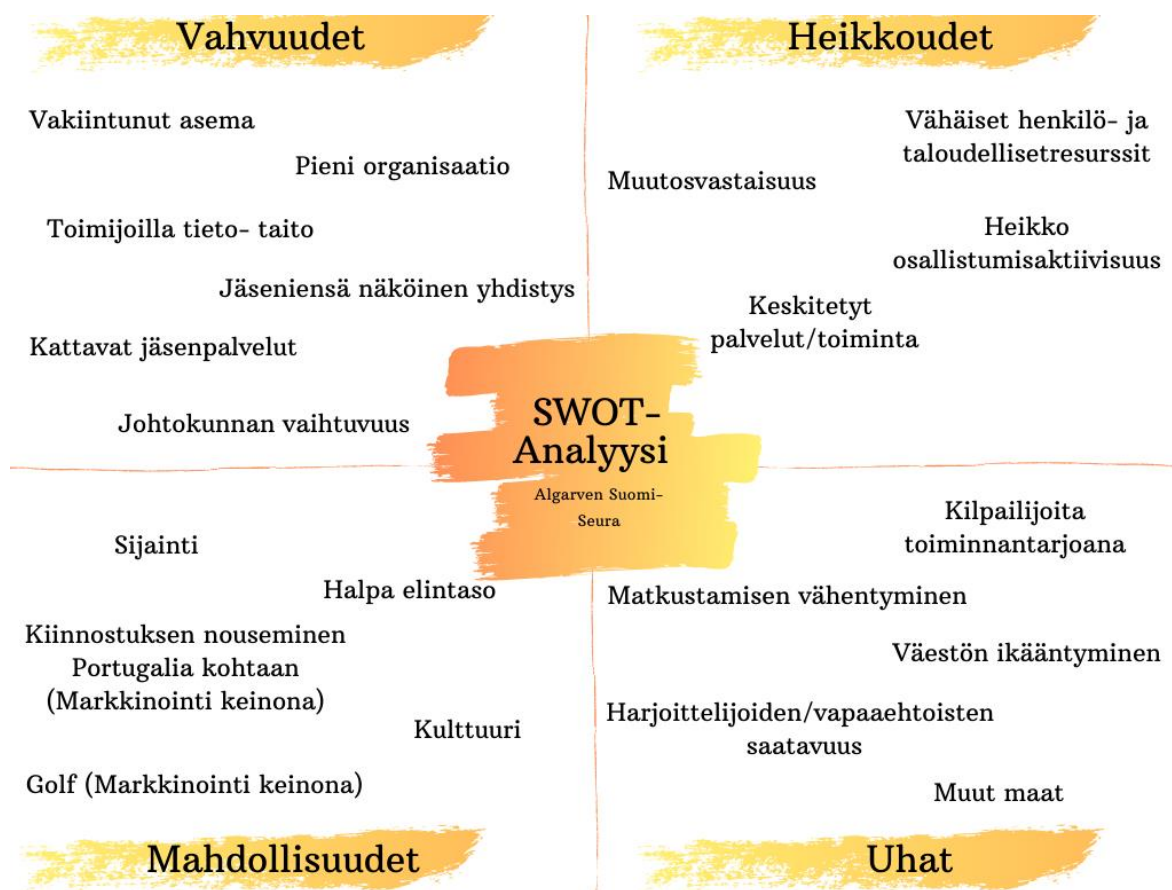 Vahvuudet
Vakiintunut asema
Pieni organisaatio
Toimijoilla tieto- taito
Jäseniensä näköinen yhdistys
Kattavat jäsenpalvelut
Johtokunnan vaihtuvuus
Heikkoudet
Vähäiset henkilö- ja
taloudellisetresurssit
Muutosvastaisuus
Heikko
osallistumisaktiivisuus
Keskitetyt
palvelut/toiminta
SWOT-
Analyysi
Algarven Suomi-
Seura
Sijainti
Halpa elintaso
Kiinnostuksen nouseminen
Portugalia kohtaan
(Markkinointi keinona)
Kulttuuri
Golf (Markkinointi keinona)
Mahdollisuudet
Kilpailijoita
toiminnantarjoana
Matkustamisen vähentyminen
Väestön ikääntyminen
Harjoittelijoiden/vapaaehtoisten
saatavuus
Muut maat
Uhat